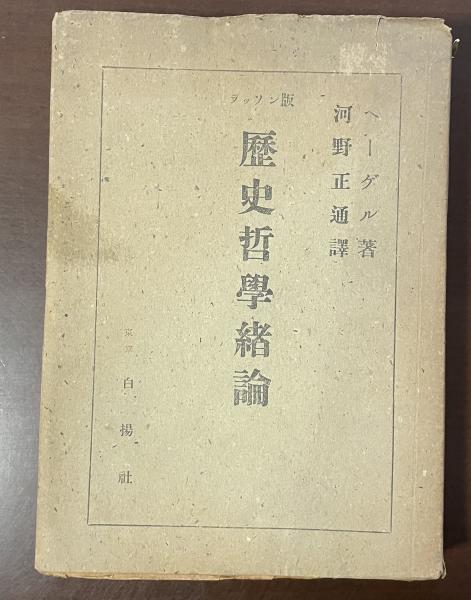 ヘーゲル著
河野正通譯
ラッソン版
歷史哲學緖論
東京 白揚社